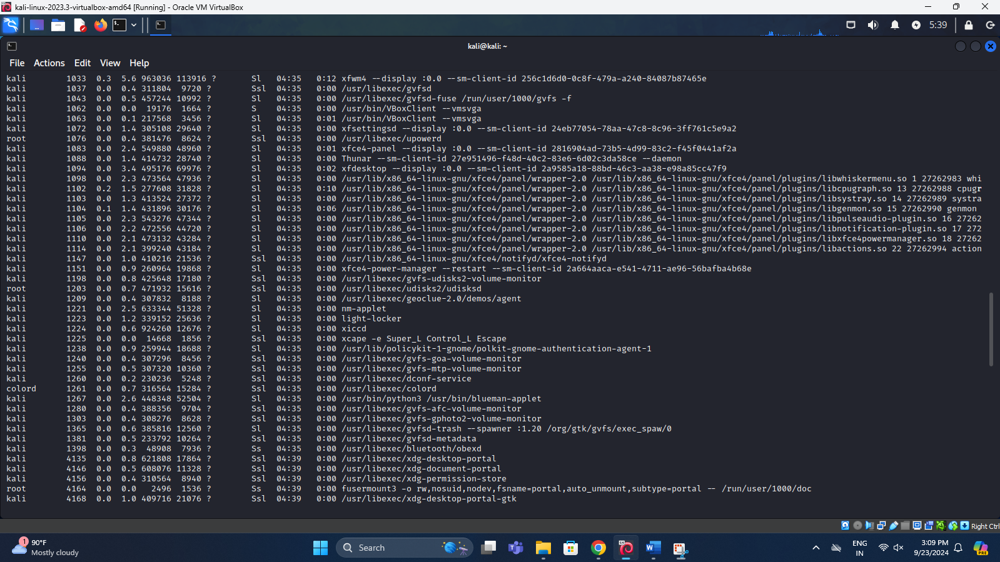 kali-linux-2023.3-virtualbox-amd64 [Running] - Oracle VM VirtualBox
5:39
kali@kali: ~
File Actions Edit View Help
kali 1033 0.3 5.6 963036 113916 ? Sl 04:35 0:12 xfwm4 --display :0.0 --sm-client-id 256c1d6d0-0c8f-479a-a240-84087b87465e
kali 1037 0.0 0.4 311804 9720 ? Ssl 04:35 0:00 /usr/libexec/gvfsd
kali 1043 0.0 0.5 457244 10992 ? Sl 04:35 0:00 /usr/libexec/gvfsd-fuse /run/user/1000/gvfs -f
kali 1062 0.0 0.0 19176 1664 ? S 04:35 0:00 /usr/bin/VBoxClient --vmsvga
kali 1063 0.0 0.1 217568 3456 ? Sl 04:35 0:01 /usr/bin/VBoxClient --vmsvga
kali 1072 0.0 1.4 305108 29640 ? Sl 04:35 0:00 xfsettingsd --display :0.0 --sm-client-id 24eb77054-78aa-47c8-8c96-3ff761c5e9a2
root 1076 0.0 0.4 381476 8624 ? Ssl 04:35 0:00 /usr/libexec/upowerd
kali 1083 0.0 2.4 549880 48960 ? Sl 04:35 0:01 xfce4-panel --display :0.0 --sm-client-id 2816904ad-73b5-4d99-83c2-f45f0441af2a
kali 1088 0.0 1.4 414732 28740 ? Sl 04:35 0:00 Thunar --sm-client-id 27e951496-f48d-40c2-83e6-6d02c3da58ce --daemon
kali 1094 0.0 3.4 495176 69976 ? Sl 04:35 0:02 xfdesktop --display :0.0 --sm-client-id 2a9585a18-88bd-46c3-aa38-e98a85cc47f9
kali 1098 0.0 2.3 473564 47936 ? Sl 04:35 0:00 /usr/lib/x86_64-linux-gnu/xfce4/panel/wrapper-2.0 /usr/lib/x86_64-linux-gnu/xfce4/panel/plugins/libwhiskermenu.so 1 27262983 whi
kali 1102 0.2 1.5 277608 31828 ? Sl 04:35 0:10 /usr/lib/x86_64-linux-gnu/xfce4/panel/wrapper-2.0 /usr/lib/x86_64-linux-gnu/xfce4/panel/plugins/libcpugraph.so 13 27262988 cpugr
kali 1103 0.0 1.3 413524 27372 ? Sl 04:35 0:00 /usr/lib/x86_64-linux-gnu/xfce4/panel/wrapper-2.0 /usr/lib/x86_64-linux-gnu/xfce4/panel/plugins/libsystray.so 14 27262989 systra
kali 1104 0.1 1.4 431896 30176 ? Sl 04:35 0:06 /usr/lib/x86_64-linux-gnu/xfce4/panel/wrapper-2.0 /usr/lib/x86_64-linux-gnu/xfce4/panel/plugins/libgenmon.so 15 27262990 genmon
kali 1105 0.0 2.3 543276 47344 ? Sl 04:35 0:00 /usr/lib/x86_64-linux-gnu/xfce4/panel/wrapper-2.0 /usr/lib/x86_64-linux-gnu/xfce4/panel/plugins/libpulseaudio-plugin.so 16 27262
kali 1106 0.0 2.2 472556 44720 ? Sl 04:35 0:00 /usr/lib/x86_64-linux-gnu/xfce4/panel/wrapper-2.0 /usr/lib/x86_64-linux-gnu/xfce4/panel/plugins/libnotification-plugin.so 17 272
kali 1110 0.0 2.1 473132 43284 ? Sl 04:35 0:00 /usr/lib/x86_64-linux-gnu/xfce4/panel/wrapper-2.0 /usr/lib/x86_64-linux-gnu/xfce4/panel/plugins/libxfce4powermanager.so 18 27262
kali 1114 0.0 2.1 399240 43184 ? Sl 04:35 0:00 /usr/lib/x86_64-linux-gnu/xfce4/panel/wrapper-2.0 /usr/lib/x86_64-linux-gnu/xfce4/panel/plugins/libactions.so 22 27262994 action
kali 1147 0.0 1.0 410216 21536 ? Ssl 04:35 0:00 /usr/lib/x86_64-linux-gnu/xfce4/notifyd/xfce4-notifyd
kali 1151 0.0 0.9 260964 19868 ? Sl 04:35 0:00 xfce4-power-manager --restart --sm-client-id 2a664aaca-e541-4711-ae96-56bafba4b68e
kali 1198 0.0 0.8 425648 17180 ? Ssl 04:35 0:00 /usr/libexec/gvfs-udisks2-volume-monitor
root 1203 0.0 0.7 471932 15616 ? Ssl 04:35 0:00 /usr/libexec/udisks2/udisksd
kali 1209 0.0 0.4 307832 8188 ? Sl 04:35 0:00 /usr/libexec/geoclue-2.0/demos/agent
kali 1221 0.0 2.5 633344 51328 ? Sl 04:35 0:00 nm-applet
kali 1223 0.0 1.2 339152 25636 ? Sl 04:35 0:00 light-locker
kali 1224 0.0 0.6 924260 12676 ? Sl 04:35 0:00 xiccd
kali 1225 0.0 0.0 14668 1856 ? Ssl 04:35 0:00 xcape -e Super_L Control_L Escape
kali 1238 0.0 0.9 259944 18688 ? Sl 04:35 0:00 /usr/lib/policykit-1-gnome/polkit-gnome-authentication-agent-1
kali 1240 0.0 0.4 307296 8456 ? Ssl 04:35 0:00 /usr/libexec/gvfs-goa-volume-monitor
kali 1255 0.0 0.5 307320 10360 ? Ssl 04:35 0:00 /usr/libexec/gvfs-mtp-volume-monitor
kali 1260 0.0 0.2 230236 5248 ? Ssl 04:35 0:00 /usr/libexec/dconf-service
colord 1261 0.0 0.7 316564 15284 ? Ssl 04:35 0:00 /usr/libexec/colord
kali 1267 0.0 2.6 448348 52504 ? Sl 04:35 0:00 /usr/bin/python3 /usr/bin/blueman-applet
kali 1280 0.0 0.4 388356 9704 ? Ssl 04:35 0:00 /usr/libexec/gvfs-afc-volume-monitor
kali 1303 0.0 0.4 308276 8628 ? Ssl 04:35 0:00 /usr/libexec/gvfs-gphoto2-volume-monitor
kali 1365 0.0 0.6 385816 12560 ? Sl 04:35 0:00 /usr/libexec/gvfsd-trash --spawner :1.20 /org/gtk/gvfs/exec_spaw/0
kali 1381 0.0 0.5 233792 10264 ? Ssl 04:35 0:00 /usr/libexec/gvfsd-metadata
kali 1398 0.0 0.3 48908 7936 ? Ss 04:35 0:00 /usr/libexec/bluetooth/obexd
kali 4135 0.0 0.8 621808 17864 ? Ssl 04:39 0:00 /usr/libexec/xdg-desktop-portal
kali 4146 0.0 0.5 608076 11328 ? Ssl 04:39 0:00 /usr/libexec/xdg-document-portal
kali 4156 0.0 0.4 310564 8940 ? Ssl 04:39 0:00 /usr/libexec/xdg-permission-store
root 4164 0.0 0.0 2496 1536 ? Ss 04:39 0:00 fusermount3 -o rw,nosuid,nodev,fsname=portal,auto_unmount,subtype=portal -- /run/user/1000/doc
kali 4168 0.0 1.0 409716 21076 ? Ssl 04:39 0:00 /usr/libexec/xdg-desktop-portal-gtk
Right Ctrl
1
90°F
Mostly cloudy
Search
ENG
IN
3:09 PM
9/23/2024
PRE